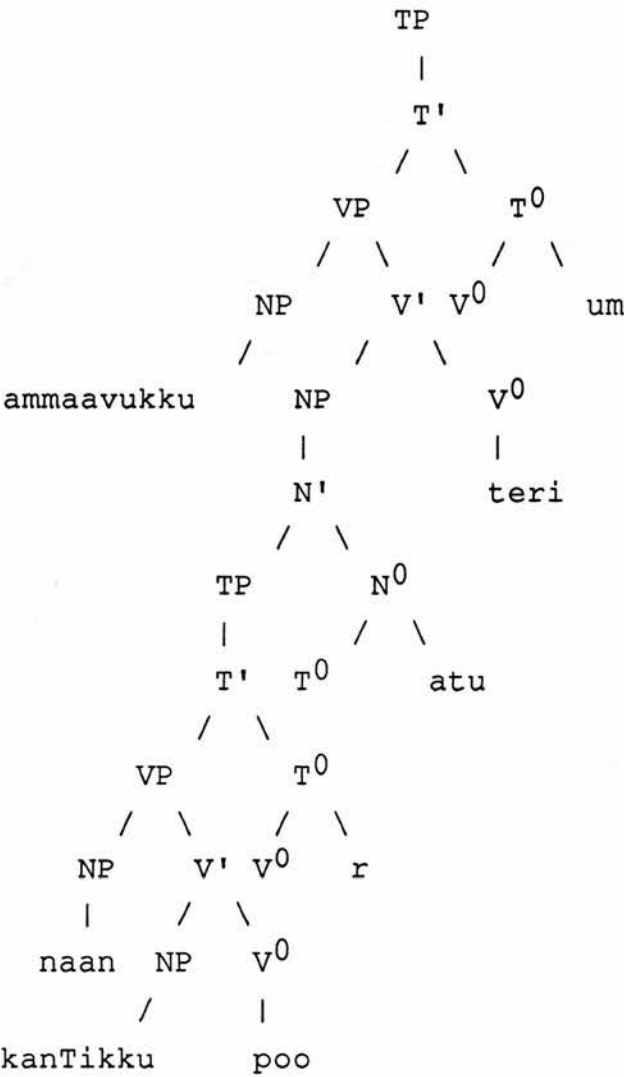 TP
T'
VP T⁰
NP V' V⁰ um
ammaavukku NP V⁰
N' teri
TP N⁰
T' T⁰ atu
VP T⁰
NP V' V⁰ r
naan NP V⁰
kanTikku poo